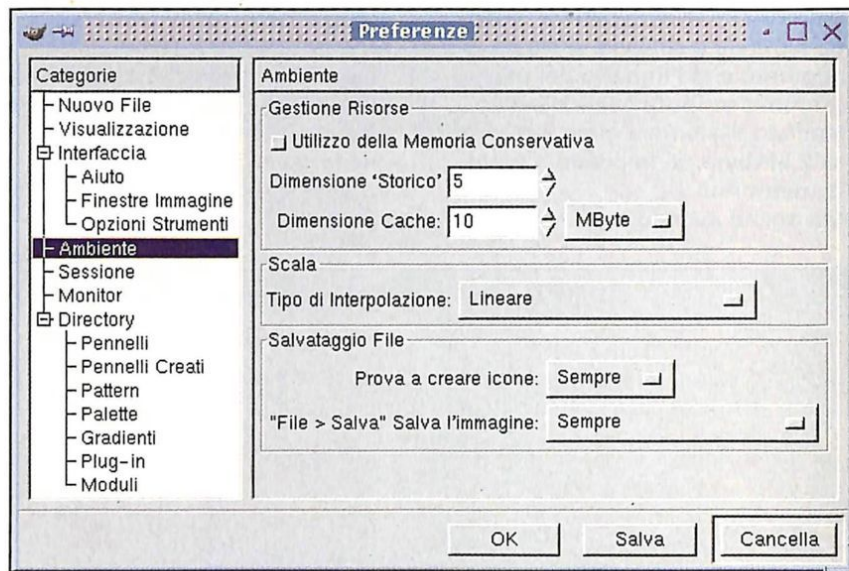 Preferenze
Categorie
Nuovo File
Visualizzazione
Interfaccia
Aiuto
Finestre Immagine
Opzioni Strumenti
Ambiente
Sessione
Monitor
Directory
Pennelli
Pennelli Creati
Pattern
Palette
Gradienti
Plug-in
Moduli
Ambiente
Gestione Risorse
Utilizzo della Memoria Conservativa
Dimensione 'Storico' 5
Dimensione Cache: 10 MByte
Scala
Tipo di Interpolazione: Lineare
Salvataggio File
Prova a creare icone: Sempre
"File > Salva" Salva l'immagine: Sempre
OK Salva Cancella